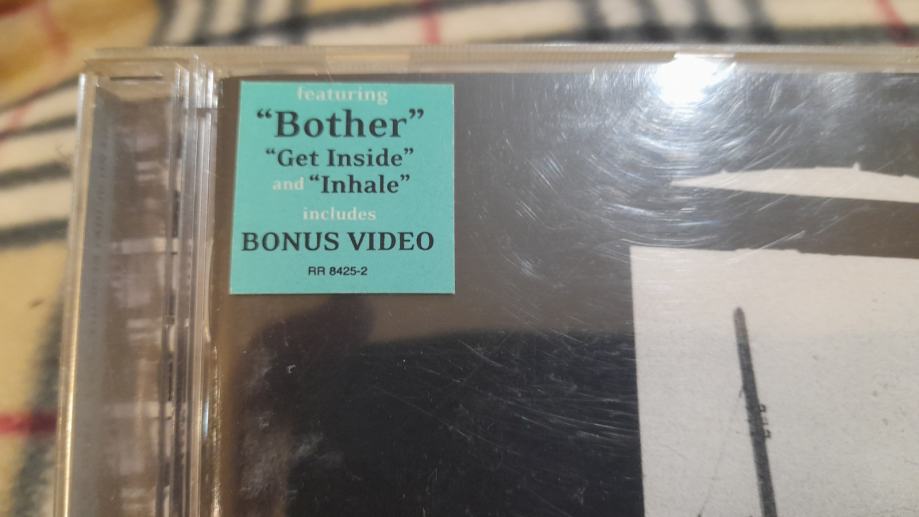 featuring
“Bother”
“Get Inside”
and “Inhale”
includes
BONUS VIDEO
RR 8425-2